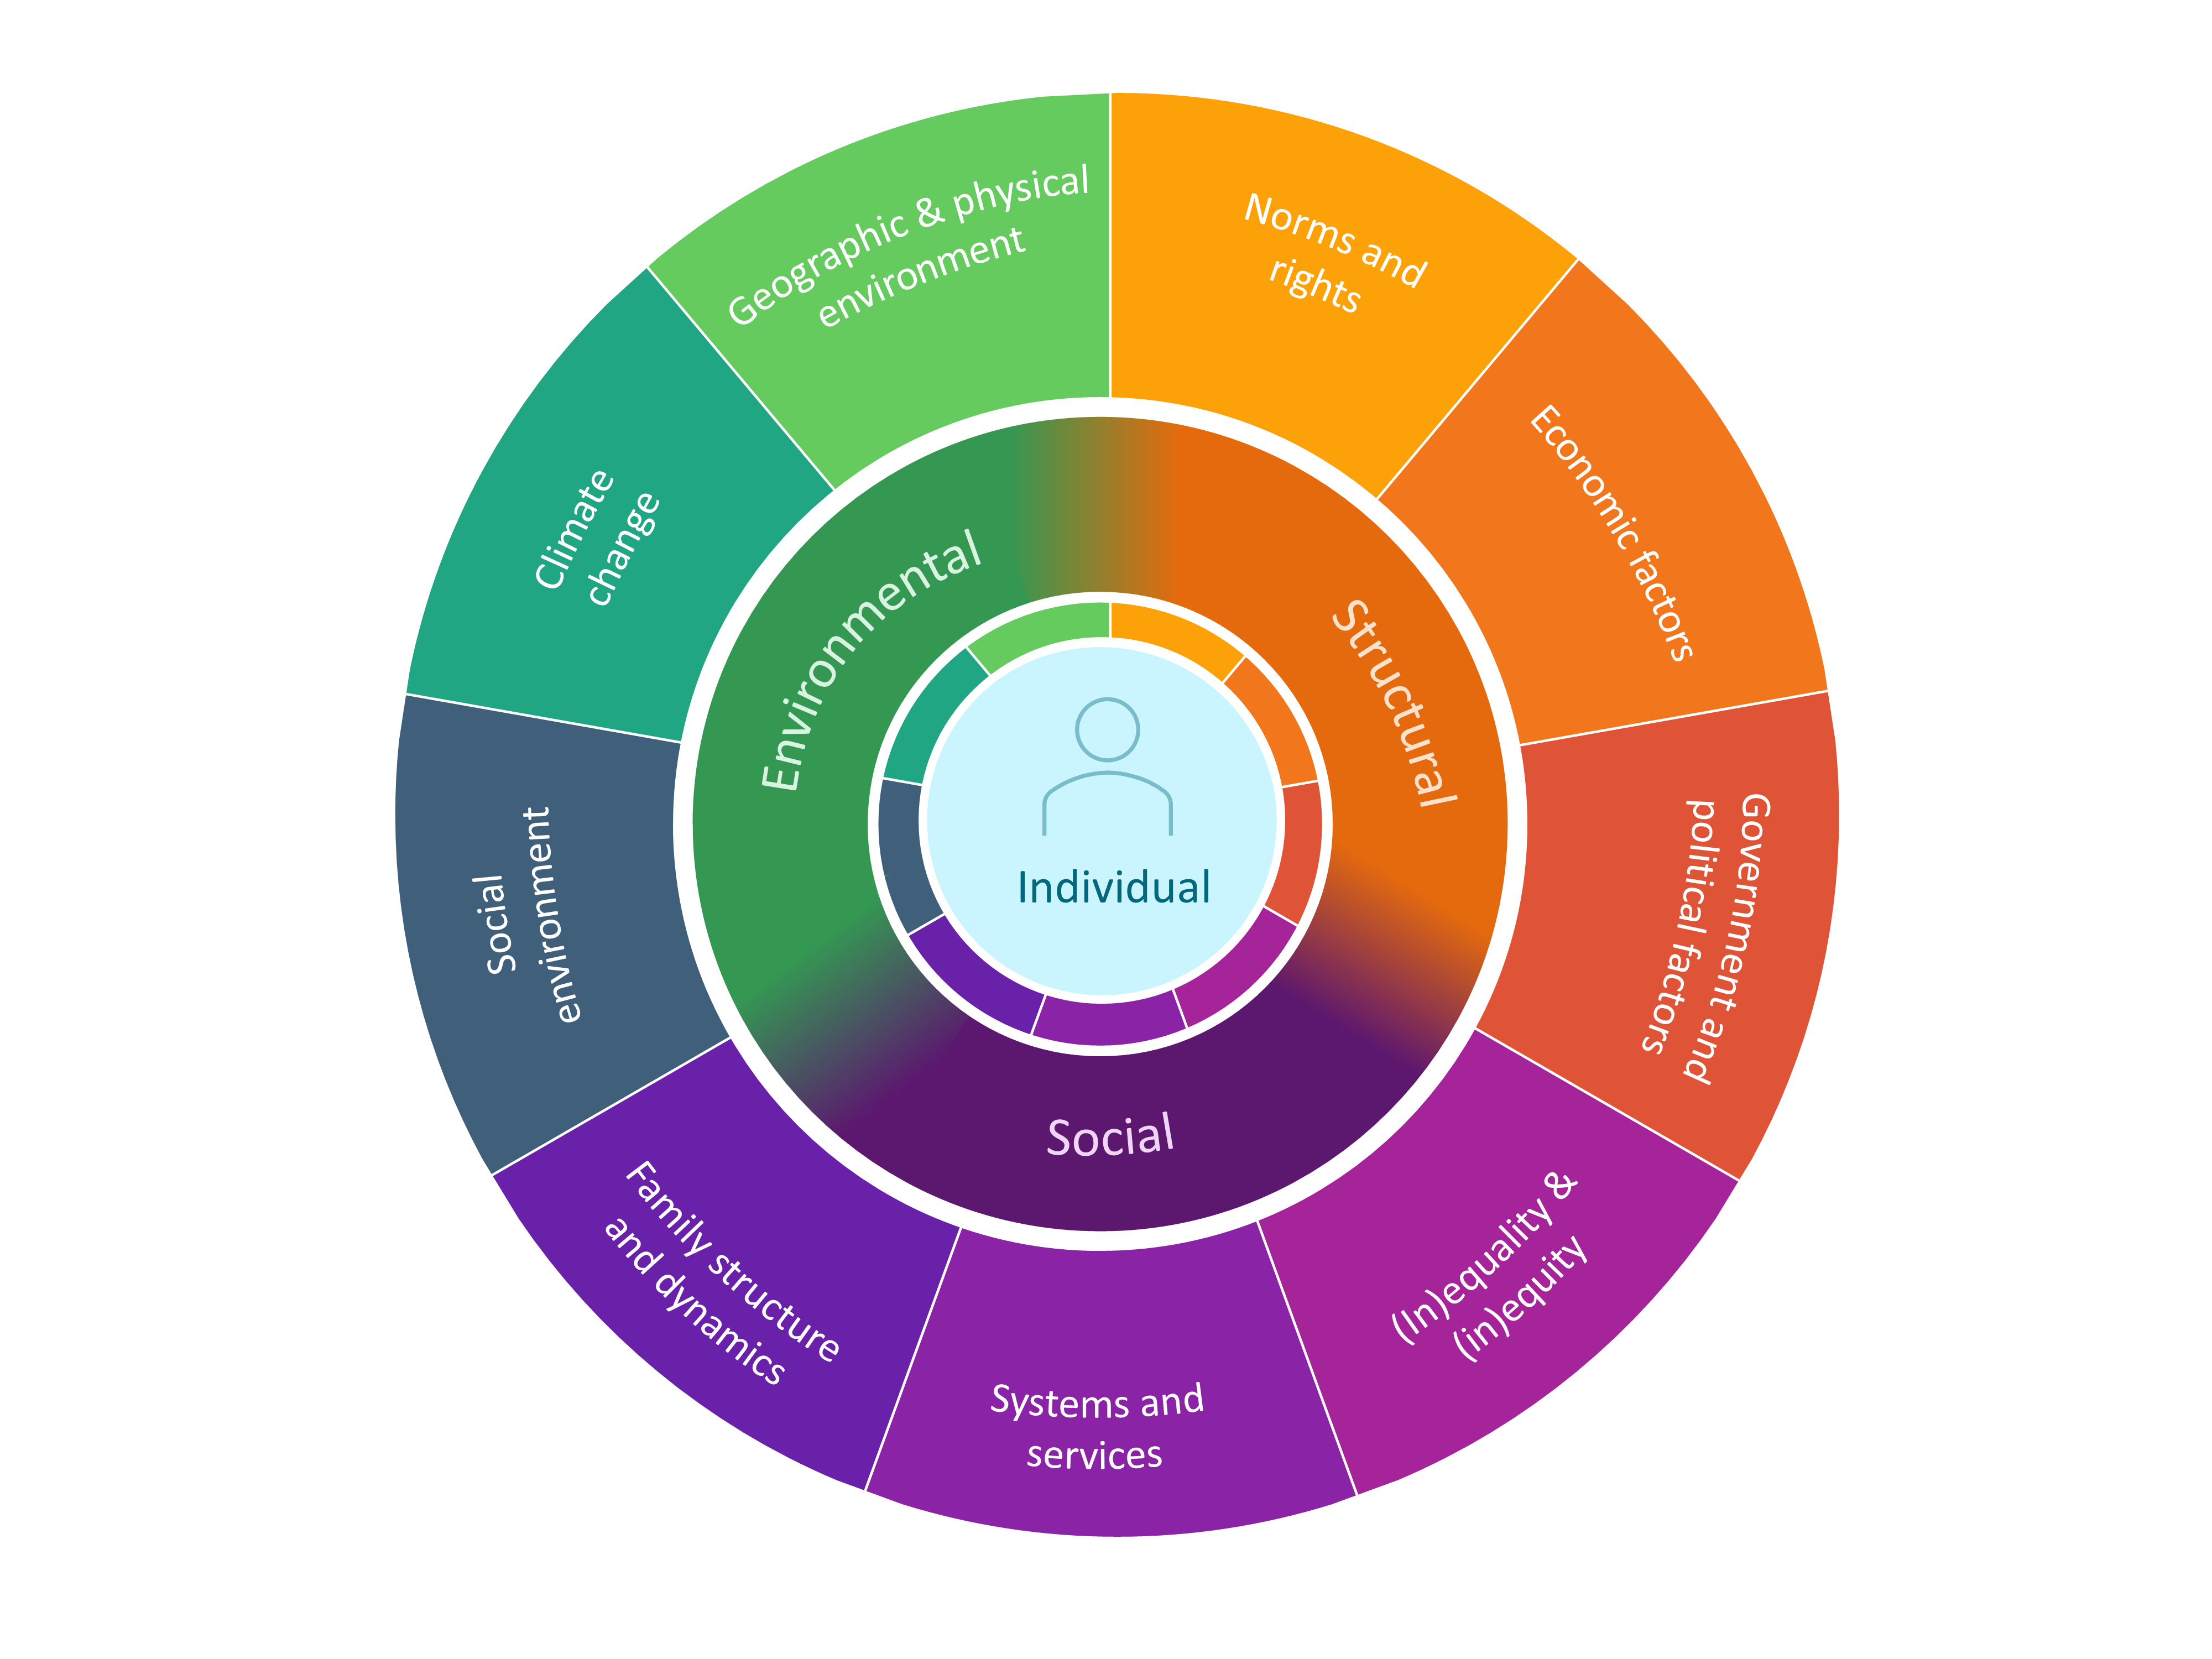 Geographic & physical
environment
Norms and
rights
Economic factors
Government and
political factors
(In)equality &
(in)equity
Systems and
services
Family structure
and dynamics
Social
environment
Climate
change
Environmental
Structural
Social
Individual